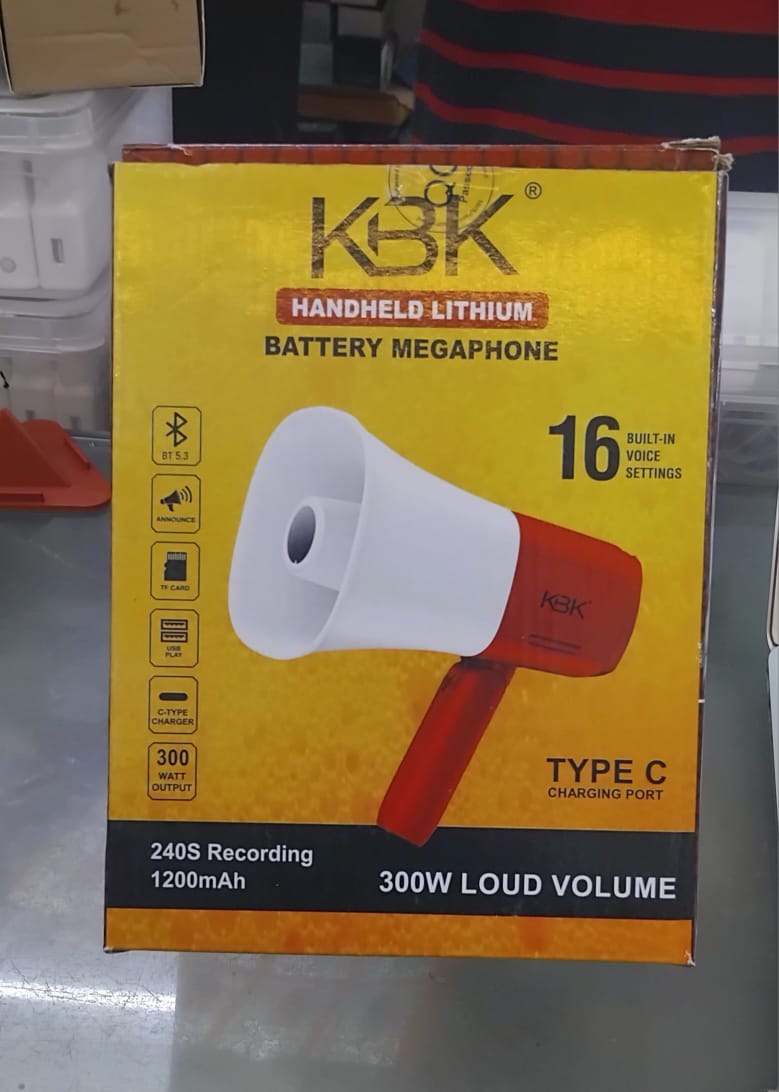 KBK®
HANDHELD LITHIUM
BATTERY MEGAPHONE
BT 5.3
ANNOUNCE
TF CARD
USB
PLAY
C-TYPE
CHARGER
300
WATT
OUTPUT
16 BUILT-IN
VOICE
SETTINGS
KBK
TYPE C
CHARGING PORT
240S Recording
1200mAh
300W LOUD VOLUME